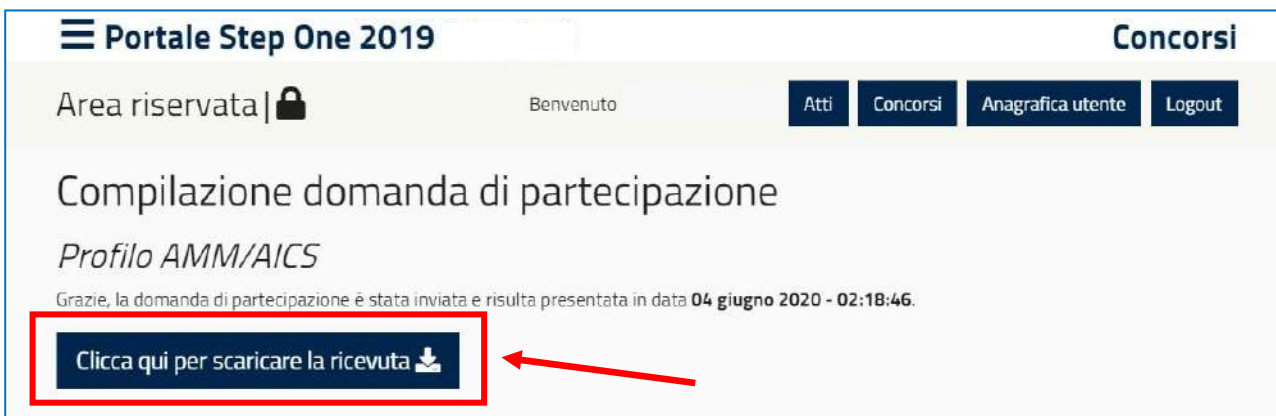 Portale Step One 2019 Concorsi
Area riservata | Benvenuto Atti Concorsi Anagrafica utente Logout
Compilazione domanda di partecipazione
Profilo AMM/AICS
Grazie, la domanda di partecipazione è stata inviata e risulta presentata in data 04 giugno 2020 - 02:18:46.
Clicca qui per scaricare la ricevuta